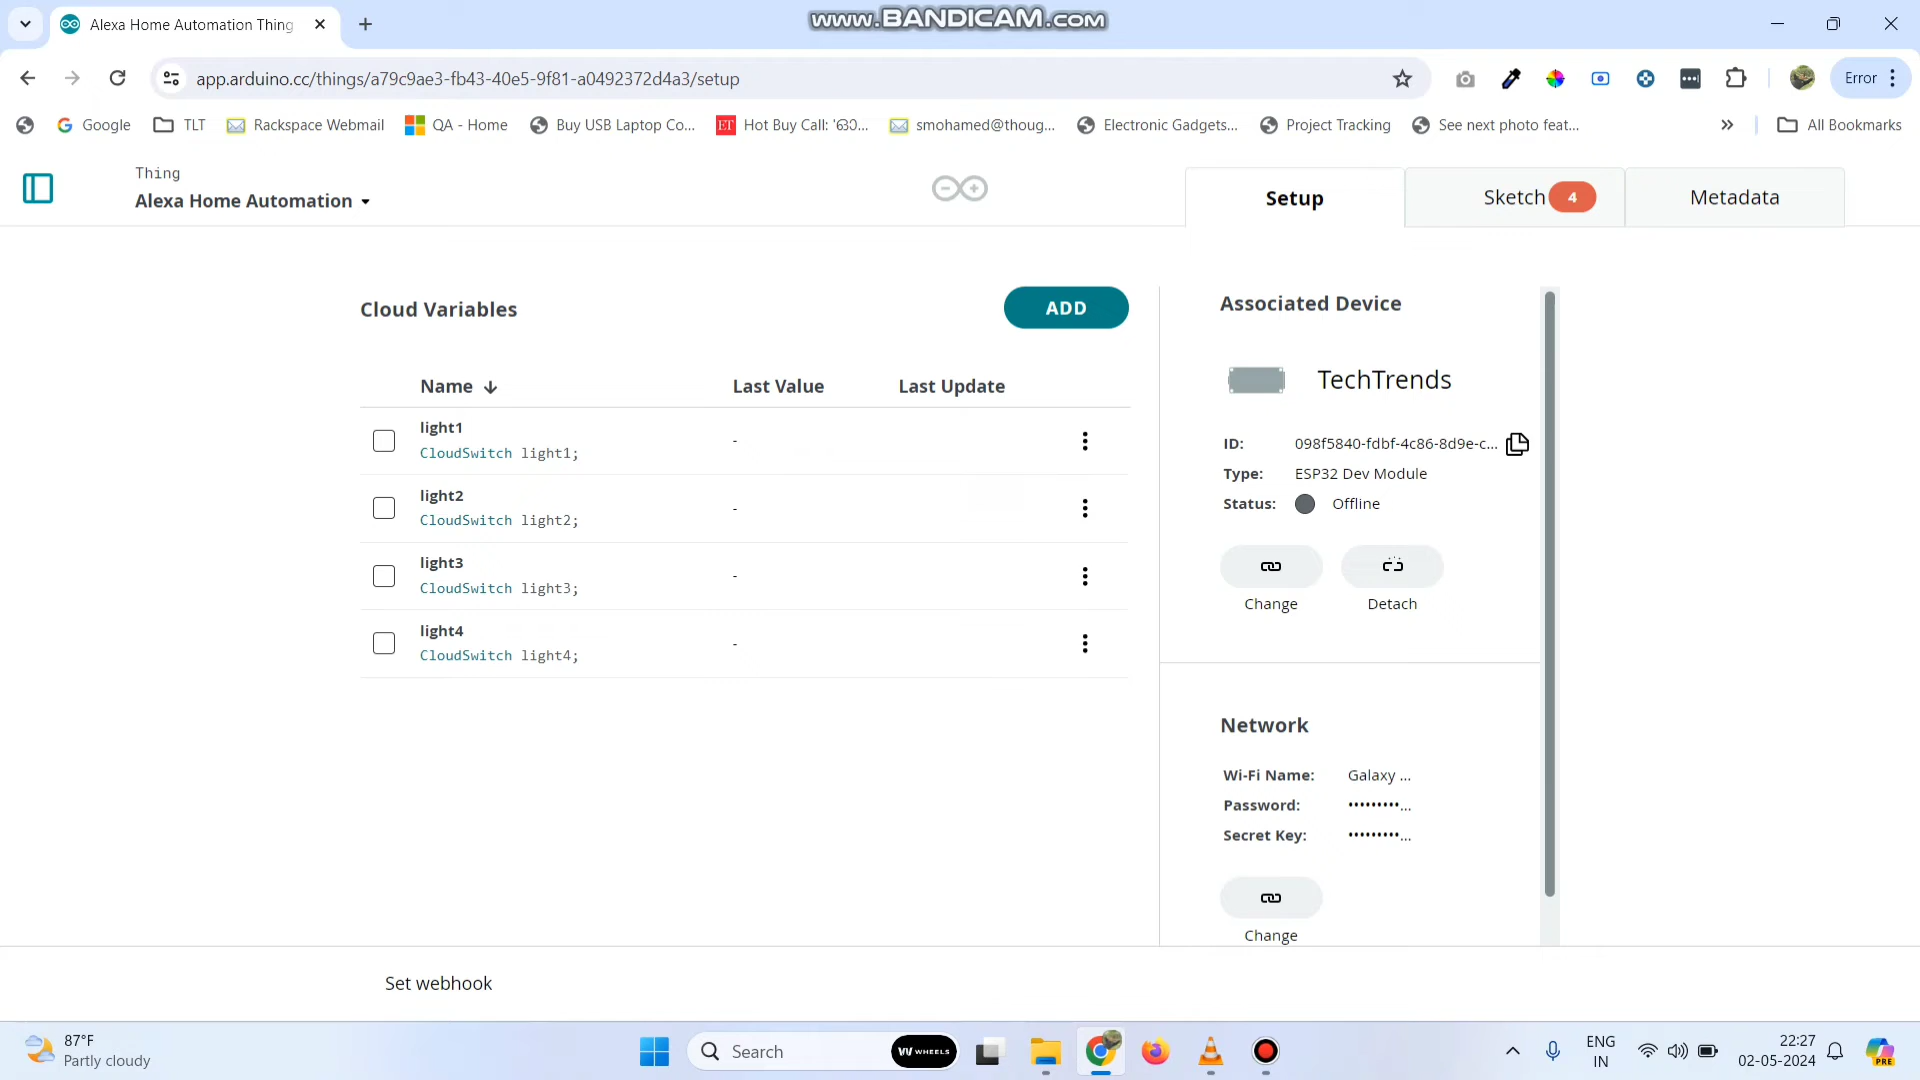 Alexa Home Automation Thing
www.BANDICAM.com
app.arduino.cc/things/a79c9ae3-fb43-40e5-9f81-a0492372d4a3/setup
Error
Google
TLT
Rackspace Webmail
QA - Home
Buy USB Laptop Co...
ET
Hot Buy Call: 'ഓാ...
smohamed@thoug...
Electronic Gadgets...
Project Tracking
See next photo feat...
All Bookmarks
Thing
Alexa Home Automation
Setup
Sketch 4
Metadata
Cloud Variables
ADD
Name
Last Value
Last Update
light1
CloudSwitch light1;
-
light2
CloudSwitch light2;
-
light3
CloudSwitch light3;
-
light4
CloudSwitch light4;
-
Associated Device
TechTrends
ID: 098f5840-fdbf-4c86-8d9e-c...
Type: ESP32 Dev Module
Status: Offline
Change
Detach
Network
Wi-Fi Name: Galaxy ...
Password: •••••••••...
Secret Key: •••••••••...
Change
Set webhook
87°F
Partly cloudy
Search
WHEELS
ENG
IN
22:27
02-05-2024
PRE